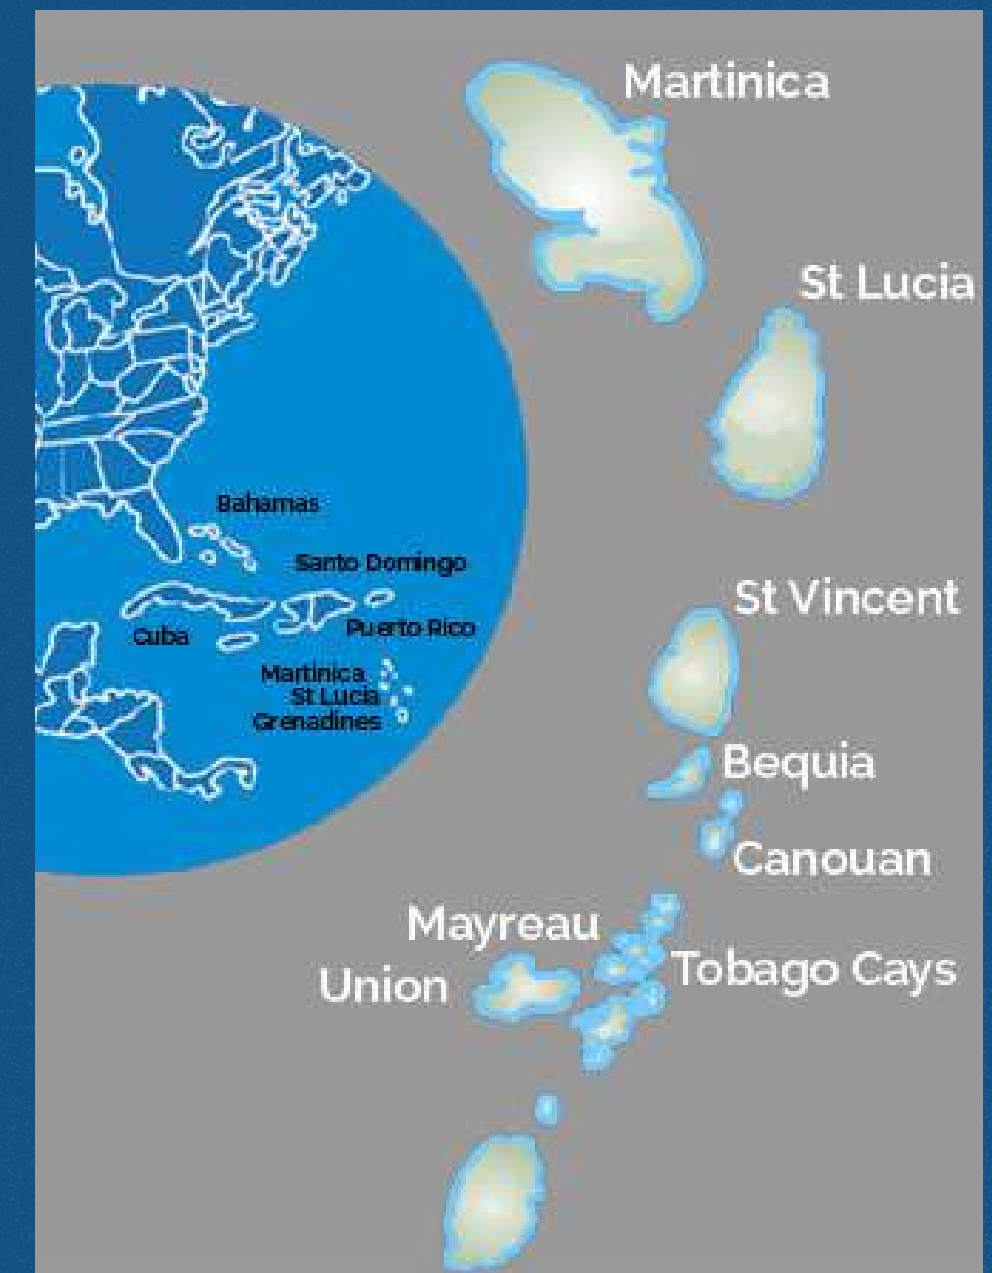 Martinica
St Lucia
Bahamas
Santo Domingo
St Vincent
Puerto Rico
Cuba
Martinica
St Lucia
Grenadines
Bequia
Canouan
Mayreau
Tobago Cays
Union